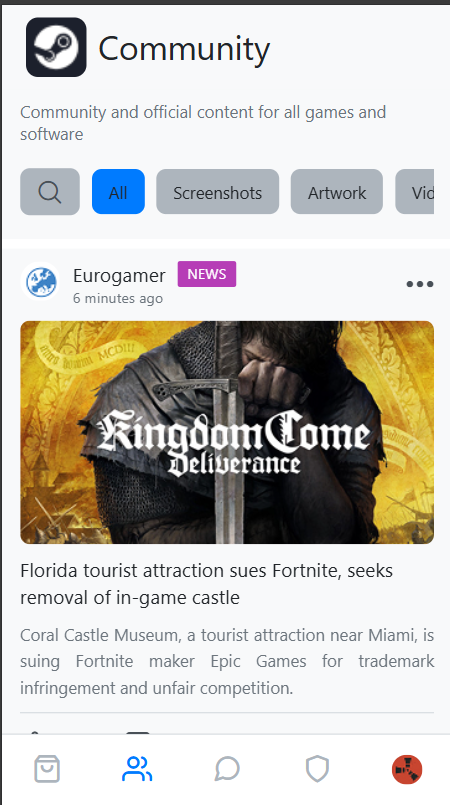 Community
Community and official content for all games and
software
All
Screenshots
Artwork
Vid
Eurogamer
NEWS
6 minutes ago
Kingdom Come
Deliverance
Florida tourist attraction sues Fortnite, seeks
removal of in-game castle
Coral Castle Museum, a tourist attraction near Miami, is
suing Fortnite maker Epic Games for trademark
infringement and unfair competition.